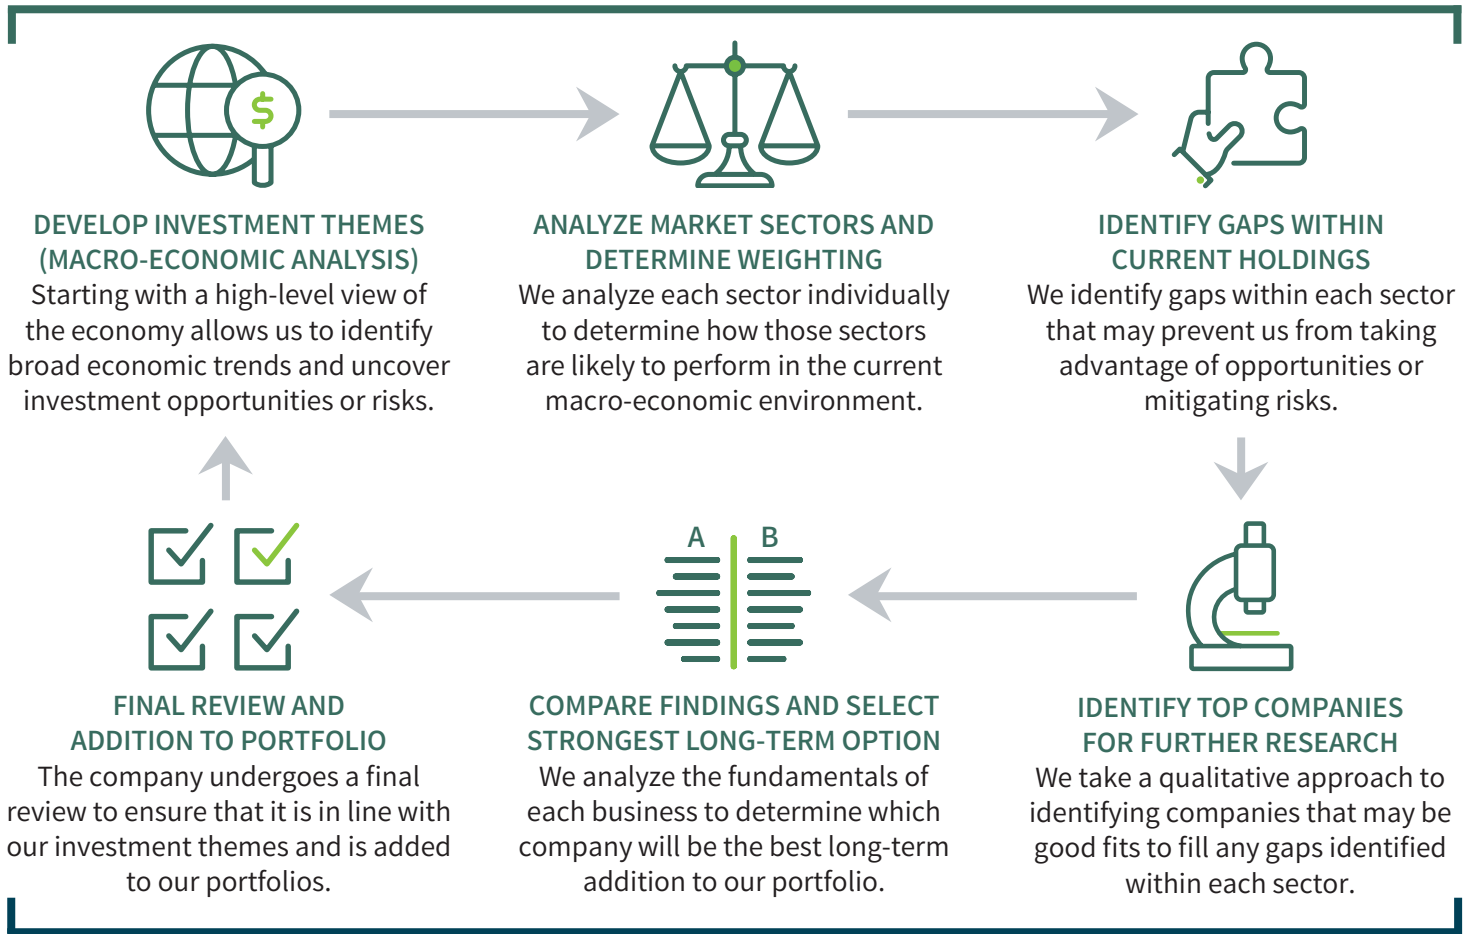 $
DEVELOP INVESTMENT THEMES
(MACRO-ECONOMIC ANALYSIS)
Starting with a high-level view of
the economy allows us to identify
broad economic trends and uncover
investment opportunities or risks.
ANALYZE MARKET SECTORS AND
DETERMINE WEIGHTING
We analyze each sector individually
to determine how those sectors
are likely to perform in the current
macro-economic environment.
IDENTIFY GAPS WITHIN
CURRENT HOLDINGS
We identify gaps within each sector
that may prevent us from taking
advantage of opportunities or
mitigating risks.
IDENTIFY TOP COMPANIES
FOR FURTHER RESEARCH
We take a qualitative approach to
identifying companies that may be
good fits to fill any gaps identified
within each sector.
A B
COMPARE FINDINGS AND SELECT
STRONGEST LONG-TERM OPTION
We analyze the fundamentals of
each business to determine which
company will be the best long-term
addition to our portfolio.
FINAL REVIEW AND
ADDITION TO PORTFOLIO
The company undergoes a final
review to ensure that it is in line with
our investment themes and is added
to our portfolios.